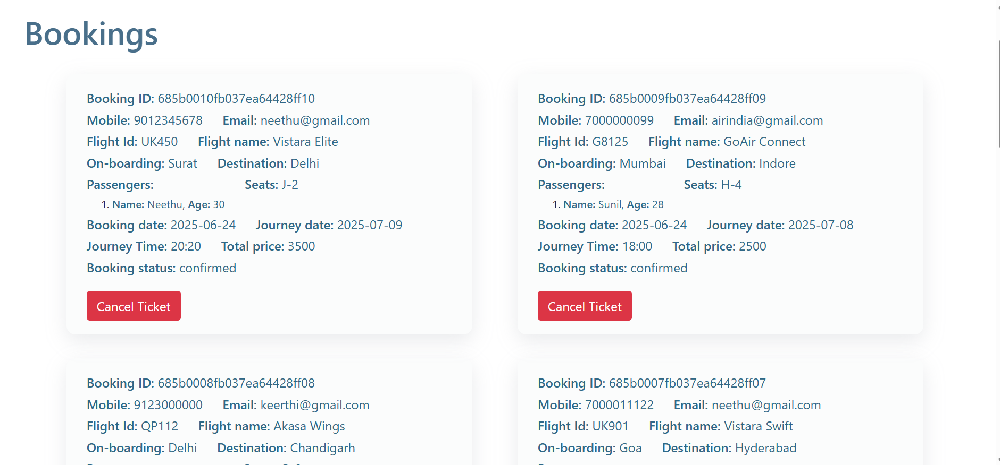 Bookings
Booking ID: 685b0010fb037ea64428ff10
Mobile: 9012345678 Email: neethu@gmail.com
Flight Id: UK450 Flight name: Vistara Elite
On-boarding: Surat Destination: Delhi
Passengers: Seats: J-2
1. Name: Neethu, Age: 30
Booking date: 2025-06-24 Journey date: 2025-07-09
Journey Time: 20:20 Total price: 3500
Booking status: confirmed
Cancel Ticket
Booking ID: 685b0009fb037ea64428ff09
Mobile: 7000000099 Email: airindia@gmail.com
Flight Id: G8125 Flight name: GoAir Connect
On-boarding: Mumbai Destination: Indore
Passengers: Seats: H-4
1. Name: Sunil, Age: 28
Booking date: 2025-06-24 Journey date: 2025-07-08
Journey Time: 18:00 Total price: 2500
Booking status: confirmed
Cancel Ticket
Booking ID: 685b0008fb037ea64428ff08
Mobile: 9123000000 Email: keerthi@gmail.com
Flight Id: QP112 Flight name: Akasa Wings
On-boarding: Delhi Destination: Chandigarh
Booking ID: 685b0007fb037ea64428ff07
Mobile: 7000011122 Email: neethu@gmail.com
Flight Id: UK901 Flight name: Vistara Swift
On-boarding: Goa Destination: Hyderabad